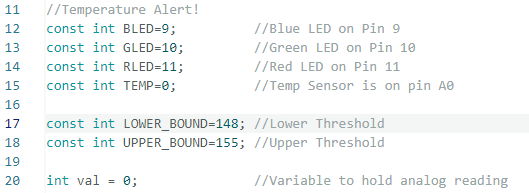 11 //Temperature Alert!
12 const int BLED=9; //Blue LED on Pin 9
13 const int GLED=10; //Green LED on Pin 10
14 const int RLED=11; //Red LED on Pin 11
15 const int TEMP=0; //Temp Sensor is on pin A0
16
17 const int LOWER_BOUND=148; //Lower Threshold
18 const int UPPER_BOUND=155; //Upper Threshold
19
20 int val = 0; //Variable to hold analog reading